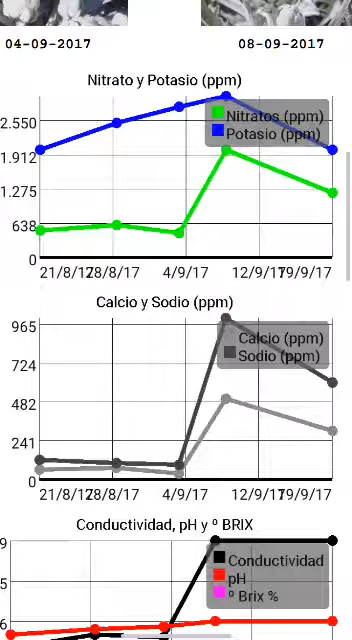 04-09-2017 08-09-2017
Nitrato y Potasio (ppm)
Nitratos (ppm)
Potasio (ppm)
2.550
1.912
1.275
638
0
21/8/17 28/8/17 4/9/17 12/9/17 19/9/17
Calcio y Sodio (ppm)
Calcio (ppm)
Sodio (ppm)
965
724
482
241
0
21/8/17 28/8/17 4/9/17 12/9/17 19/9/17
Conductividad, pH y º BRIX
9
Conductividad
pH
º Brix %
5
6